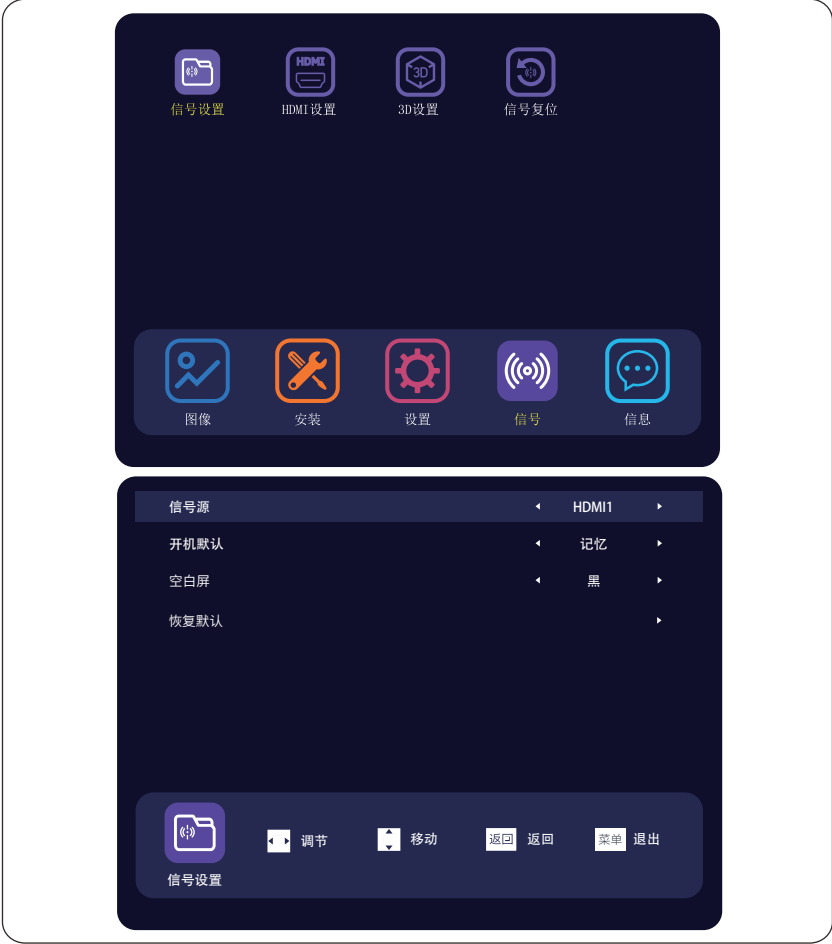 HDMI
3D
信号设置 HDMI设置 3D设置 信号复位
图像 安装 设置 信号 信息
信号源 HDMI1
开机默认 记忆
空白屏 黑
恢复默认
调节 移动 返回 返回 菜单 退出
信号设置